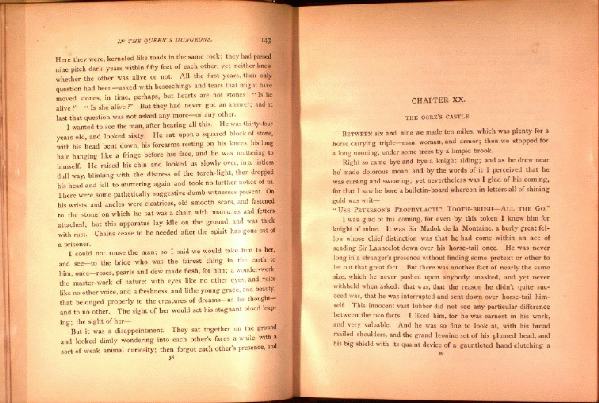 IN THE QUEEN'S DUNGEONS. 143
Here they were, kerneled like toads in the same rock; they had passed
nine pitch dark years within fifty feet of each other, yet neither knew
whether the other was alive or not. All the first years, their only
question had been—asked with beseechings and tears that might have
moved stones, in time, perhaps, but hearts are not stones: "Is he
alive?" "Is she alive?" But they had never got an answer; and at
last that question was not asked any more—or any other.
I wanted to see the man, after hearing all this. He was thirty-four
years old, and looked sixty. He sat upon a squared block of stone,
with his head bent down, his forearms resting on his knees, his long
hair hanging like a fringe before his face, and he was muttering to
himself. He raised his chin and looked us slowly over, in a listless
dull way, blinking with the distress of the torch-light, then dropped
his head and fell to muttering again and took no further notice of us.
There were some pathetically suggestive dumb witnesses present. On
his wrists and ankles were cicatrices, old smooth scars, and fastened
to the stone on which he sat was a chain with manacles and fetters
attached; but this apparatus lay idle on the ground, and was thick
with rust. Chains cease to be needed after the spirit has gone out of
a prisoner.
I could not rouse the man; so I said we would take him to her,
and see—to the bride who was the fairest thing in the earth to
him, once—roses, pearls and dew made flesh, for him; a wonder-work,
the master-work of nature: with eyes like no other eyes, and voice
like no other voice, and a freshness, and lithe young grace, and beauty,
that belonged properly to the creatures of dreams—as he thought—
and to no other. The sight of her would set his stagnant blood leap-
ing; the sight of her—
But it was a disappointment. They sat together on the ground
and looked dimly wondering into each other's faces a while, with a
sort of weak animal curiosity; then forgot each other's presence, and
CHAPTER XX.
THE OGRE'S CASTLE
BETWEEN six and nine we made ten miles, which was plenty for a
horse carrying triple—man, woman, and armor; then we stopped for
a long nooning, under some trees by a limpid brook.
Right so came by and by a knight riding; and as he drew near
he made dolorous moan, and by the words of it I perceived that he
was cursing and swearing; yet nevertheless was I glad of his coming,
for that I saw he bore a bulletin-board whereon in letters all of shining
gold was writ—
"USE PETERSON'S PROPHYLACTIC TOOTH-BRUSH—ALL THE GO."
I was glad of his coming, for even by this token I knew him for
knight of mine. It was Sir Madok de la Montaine, a burly great fel-
low whose chief distinction was that he had come within an ace of
sending Sir Launcelot down over his horse-tail once. He was never
long in a stranger's presence without finding some pretext or other to
let out that great fact. But there was another fact of nearly the same
size, which he never pushed upon anybody unasked, and yet never
withheld when asked: that was, that the reason he didn't quite suc-
ceed was, that he was interrupted and sent down over horse-tail him-
self. This innocent vast lubber did not see any particular difference
between the two facts. I liked him, for he was earnest in his work,
and very valuable. And he was so fine to look at, with his broad
mailed shoulders, and the grand leonine set of his plumed head, and
his big shield with its quaint device of a gauntleted hand clutching a